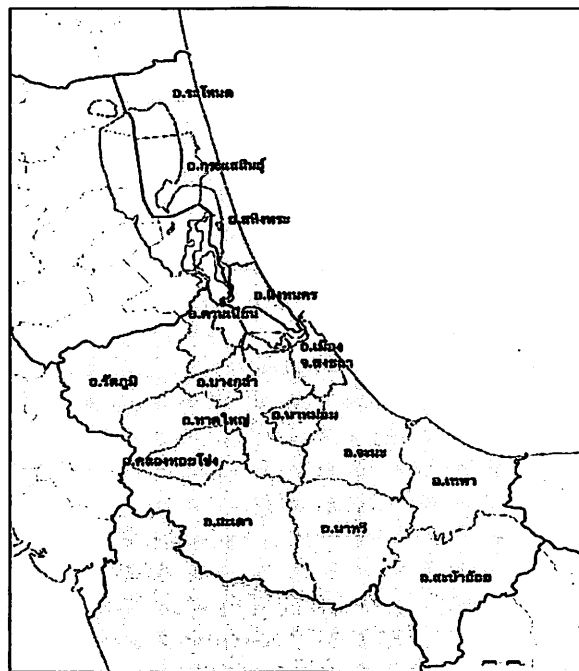 อ.ระโหนด
อ.กระแสสินธุ์
อ.สทิงพระ
อ.สิงหนคร
อ.ควนเนียง
อ.เมือง
จ.สงขลา
อ.รัตภูมิ
อ.บางกล่ำ
อ.หาดใหญ่
อ.นาหม่อม
อ.คลองหอยโข่ง
อ.จะนะ
อ.เทพา
อ.สะเดา
อ.นาทวี
อ.สะบ้าย้อย